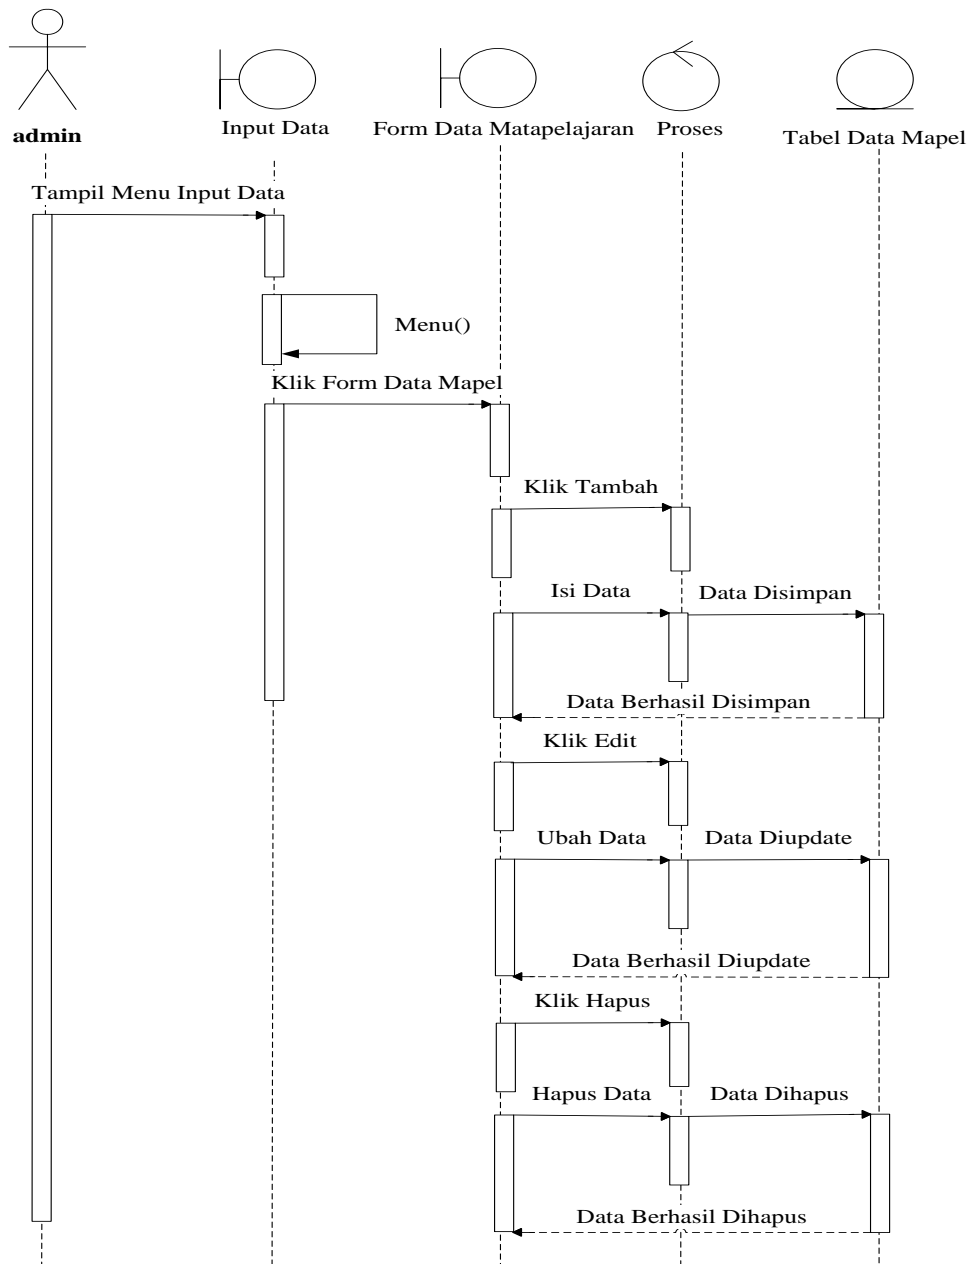 admin
Input Data
Form Data Matapelajaran
Proses
Tabel Data Mapel
Tampil Menu Input Data
Menu()
Klik Form Data Mapel
Klik Tambah
Isi Data
Data Disimpan
Data Berhasil Disimpan
Klik Edit
Ubah Data
Data Diupdate
Data Berhasil Diupdate
Klik Hapus
Hapus Data
Data Dihapus
Data Berhasil Dihapus